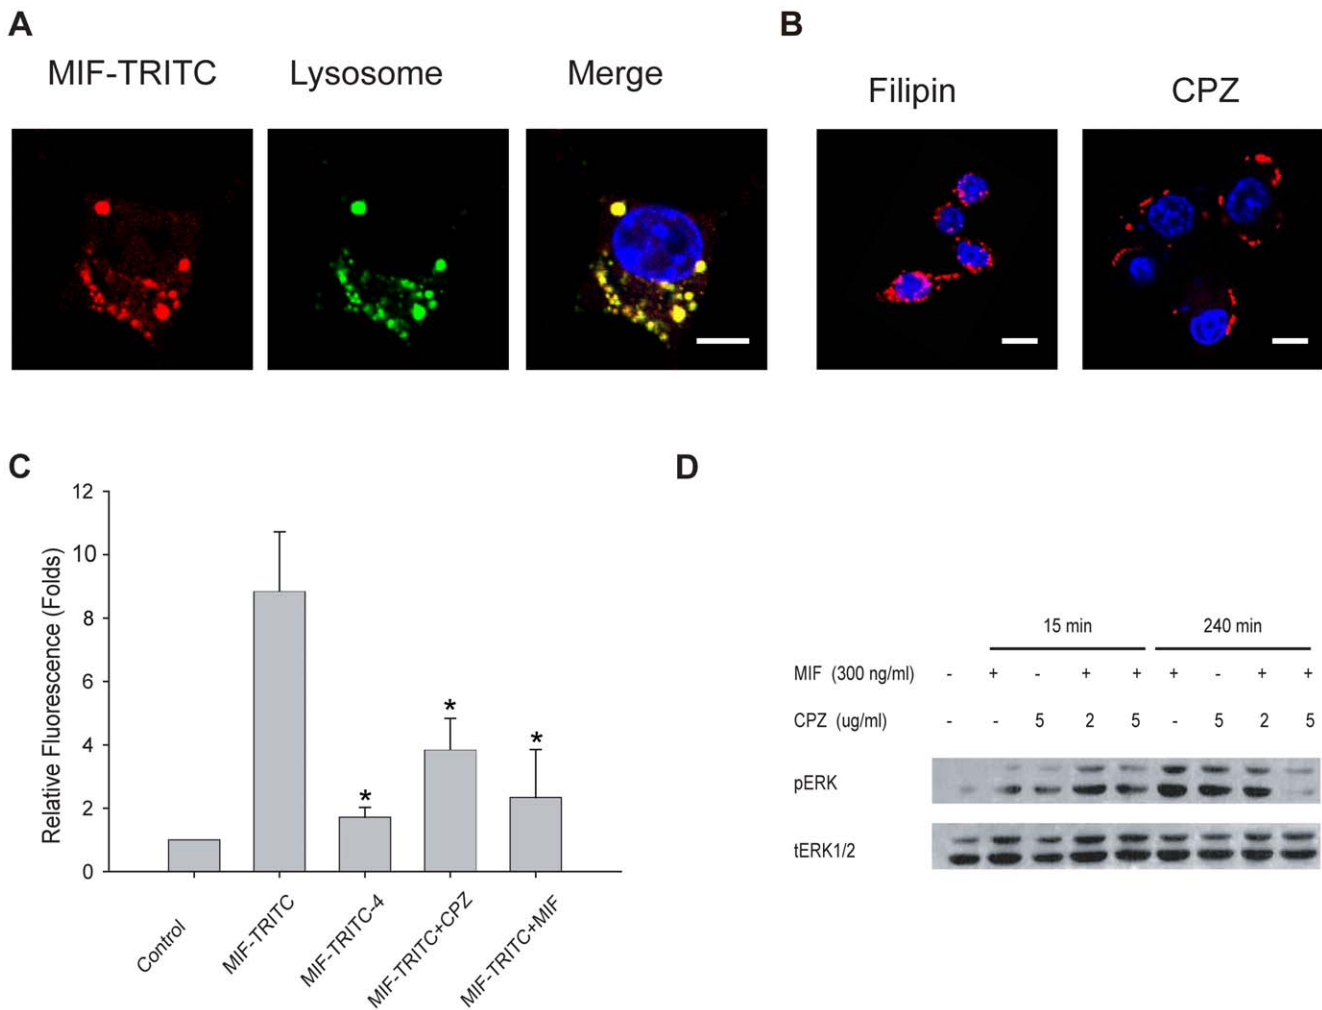 A
MIF-TRITC Lysosome Merge
B
Filipin CPZ
C
12
10
8
6
4
2
0
Relative Fluorescence (Folds)
* * *
Control MIF-TRITC MIF-TRITC-4 MIF-TRITC+CPZ MIF-TRITC+MIF
D
15 min 240 min
MIF (300 ng/ml) - + - + + + - + +
CPZ (ug/ml) - - 5 2 5 - 5 2 5
pERK
tERK1/2